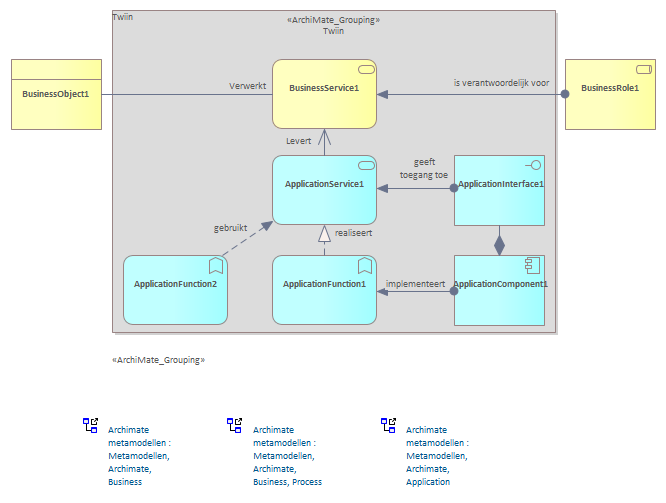 Twiin
«ArchiMate_Grouping»
Twiin
BusinessObject1
Verwerkt
BusinessService1
is verantwoordelijk voor
BusinessRole1
Levert
ApplicationService1
geeft
toegang toe
ApplicationInterface1
gebruikt
realiseert
ApplicationFunction2
ApplicationFunction1
implementeert
ApplicationComponent1
«ArchiMate_Grouping»
Archimate
metamodellen :
Metamodellen,
Archimate,
Business
Archimate
metamodellen :
Metamodellen,
Archimate,
Business, Process
Archimate
metamodellen :
Metamodellen,
Archimate,
Application